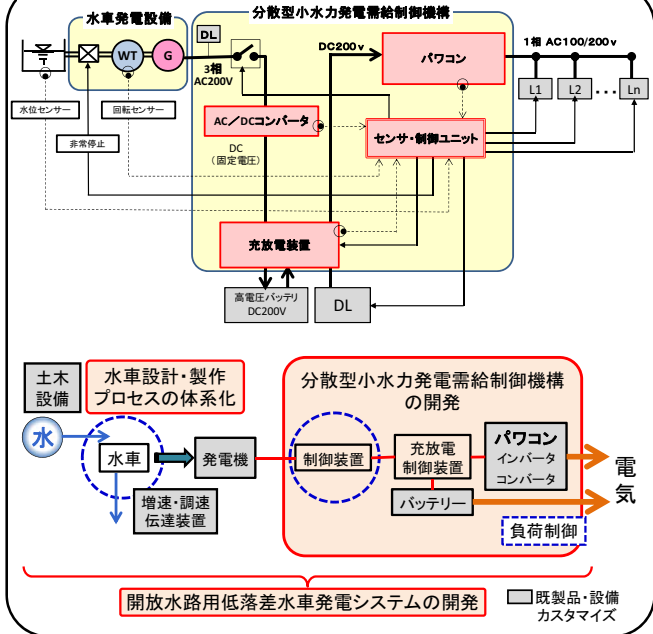 水車発電設備
分散型小水力発電需給制御機構
DL
WT
G
3相
AC200V
DC200v
パワコン
1相 AC100/200v
L1
L2
…
Ln
水位センサー
回転センサー
非常停止
AC／DCコンバータ
DC
(固定電圧)
センサ・制御ユニット
充放電装置
高電圧バッテリ
DC200V
DL
土木
設備
水車設計・製作
プロセスの体系化
分散型小水力発電需給制御機構
の開発
水
水車
発電機
制御装置
充放電
制御装置
パワコン
インバータ
コンバータ
電気
増速・調速
伝達装置
バッテリー
負荷制御
開放水路用低落差水車発電システムの開発
既製品・設備
カスタマイズ